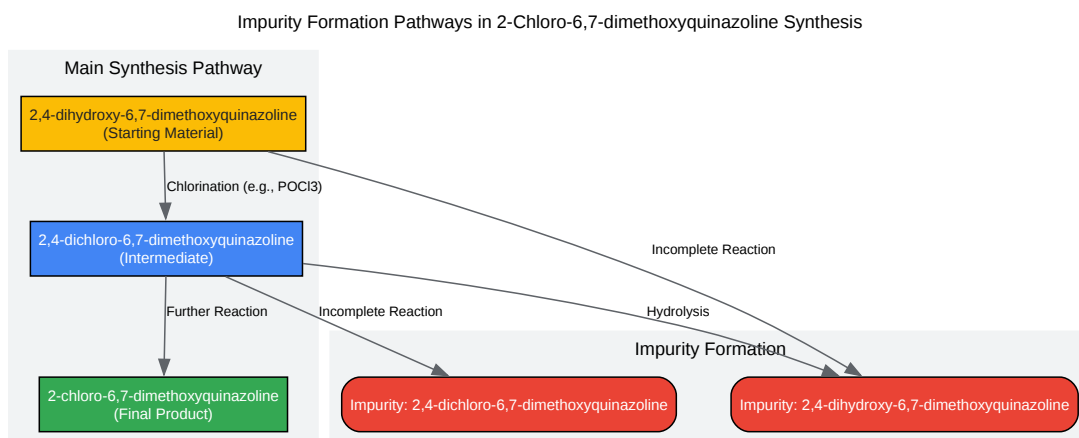 Impurity Formation Pathways in 2-Chloro-6,7-dimethoxyquinazoline Synthesis
Main Synthesis Pathway
2,4-dihydroxy-6,7-dimethoxyquinazoline
(Starting Material)
Chlorination (e.g., POCl3)
2,4-dichloro-6,7-dimethoxyquinazoline
(Intermediate)
Incomplete Reaction
Further Reaction
Incomplete Reaction
Hydrolysis
Impurity Formation
2-chloro-6,7-dimethoxyquinazoline
(Final Product)
Impurity: 2,4-dichloro-6,7-dimethoxyquinazoline
Impurity: 2,4-dihydroxy-6,7-dimethoxyquinazoline